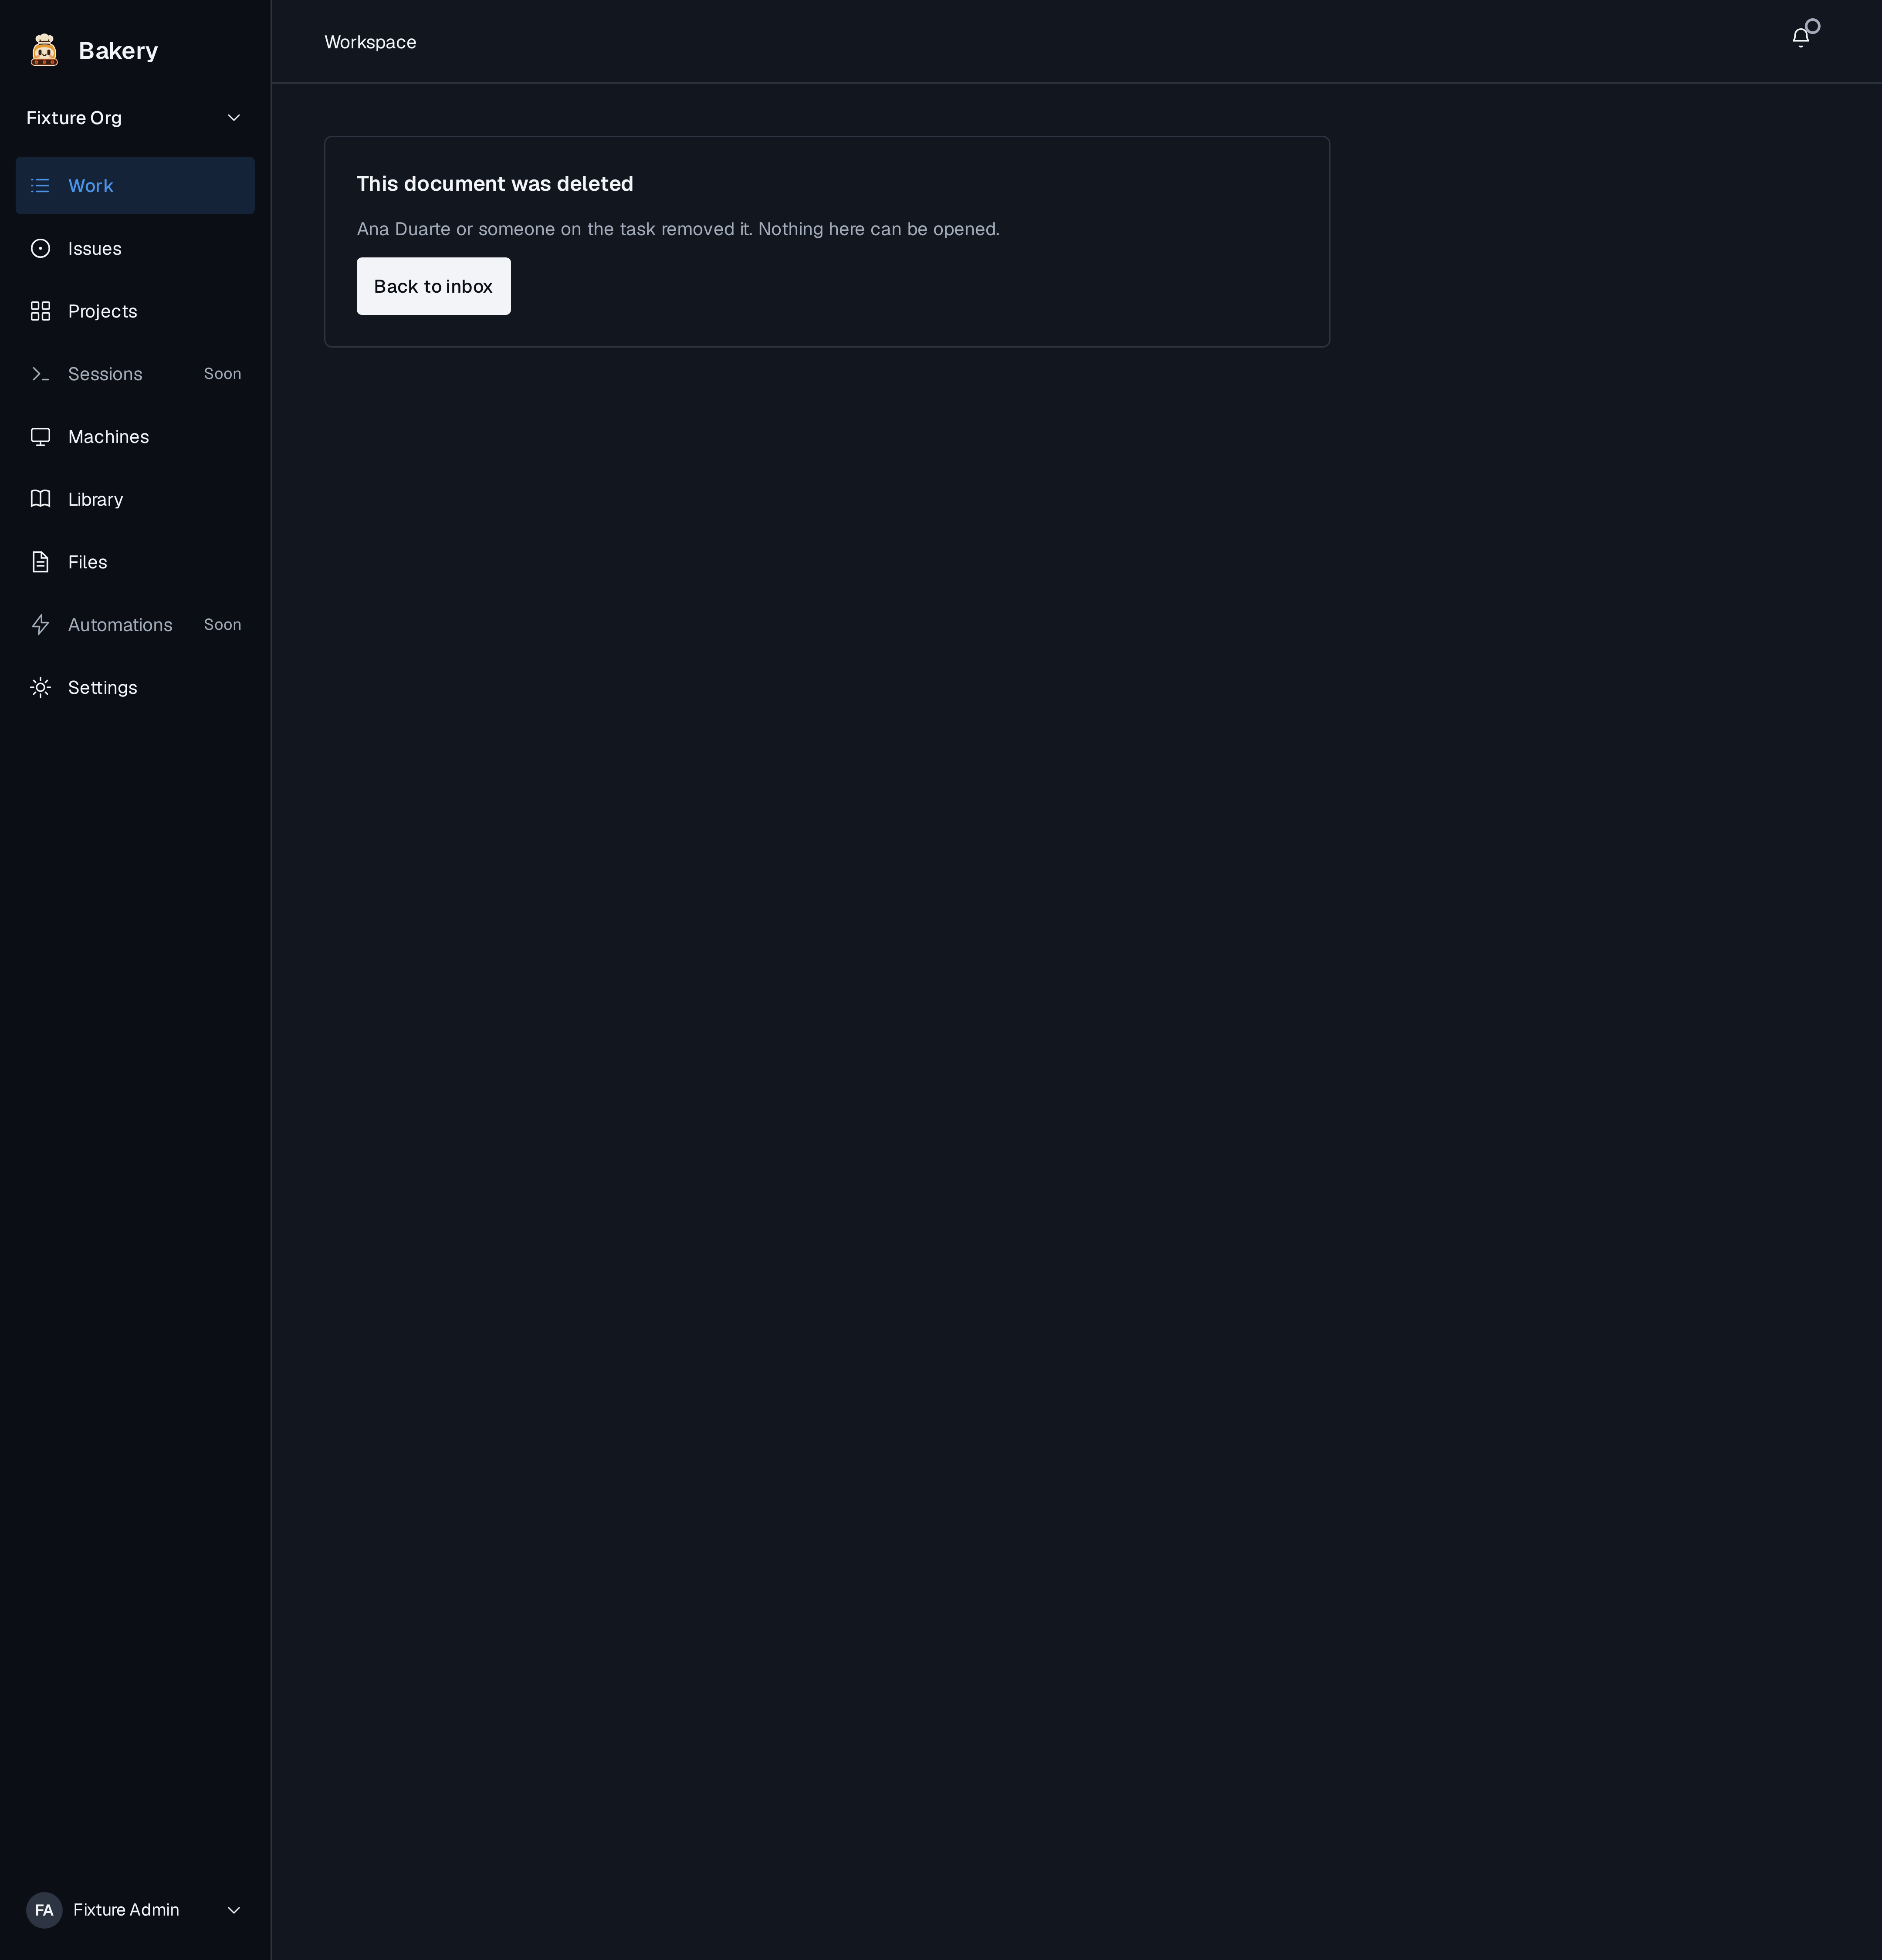 Bakery
Fixture Org
Work
Issues
Projects
Sessions Soon
Machines
Library
Files
Automations Soon
Settings
FA Fixture Admin
Workspace
This document was deleted
Ana Duarte or someone on the task removed it. Nothing here can be opened.
Back to inbox